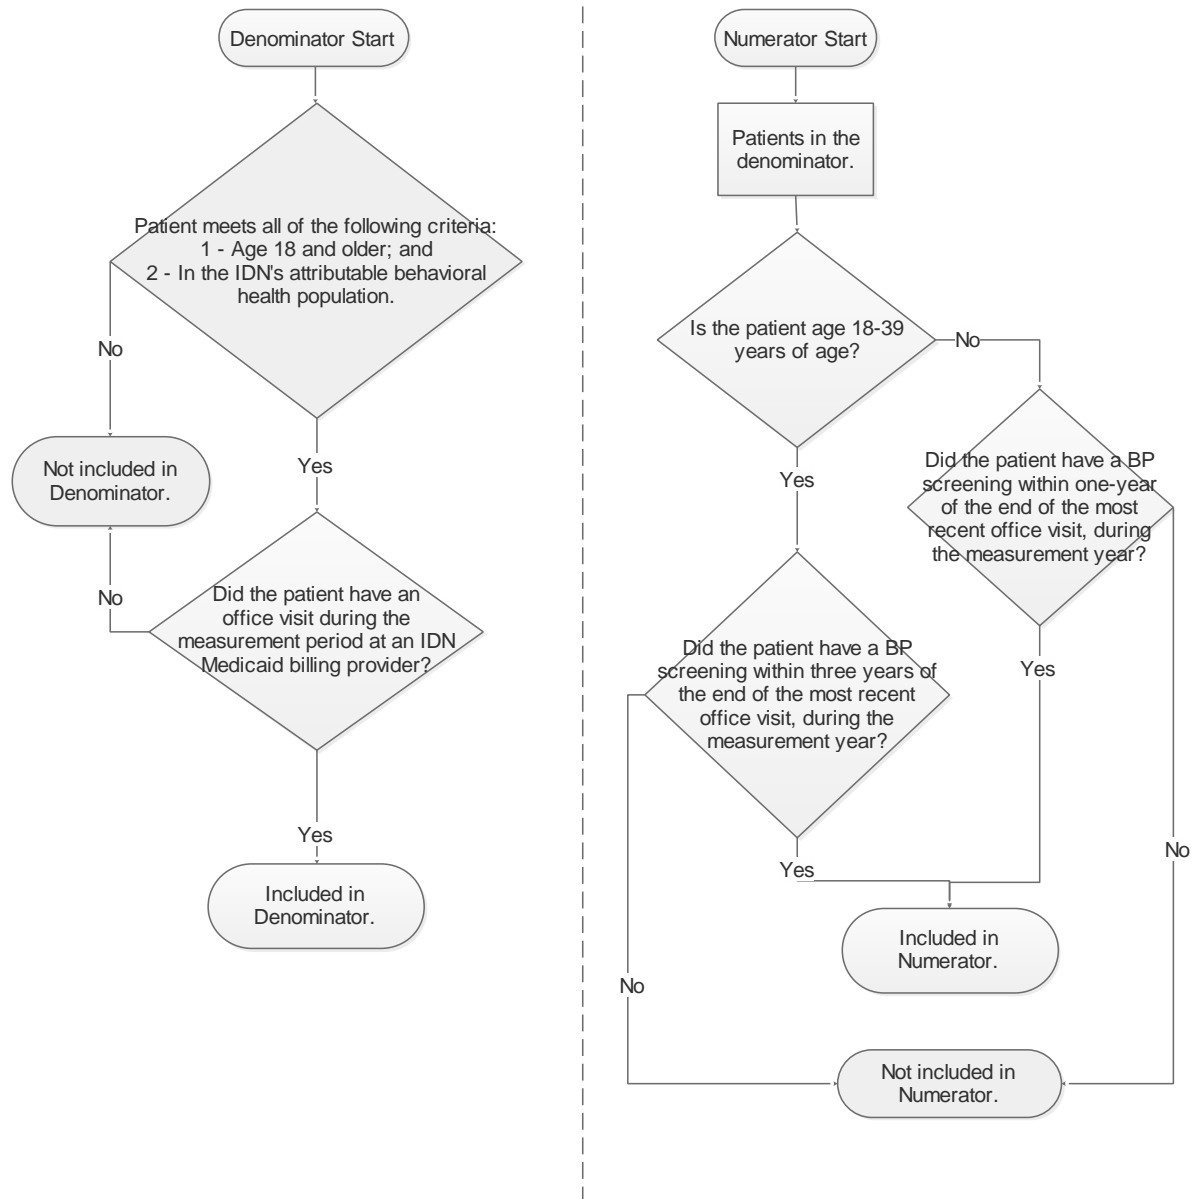 Denominator Start
Patient meets all of the following criteria:
1 - Age 18 and older; and
2 - In the IDN's attributable behavioral
health population.
No
Yes
Not included in
Denominator.
No
Did the patient have an
office visit during the
measurement period at an IDN
Medicaid billing provider?
Yes
Included in
Denominator.
Numerator Start
Patients in the
denominator.
Is the patient age 18-39
years of age?
No
Yes
Did the patient have a BP
screening within one-year
of the end of the most
recent office visit, during
the measurement year?
Did the patient have a BP
screening within three years of
the end of the most recent
office visit, during the
measurement year?
Yes
No
Yes
No
Included in
Numerator.
Not included in
Numerator.